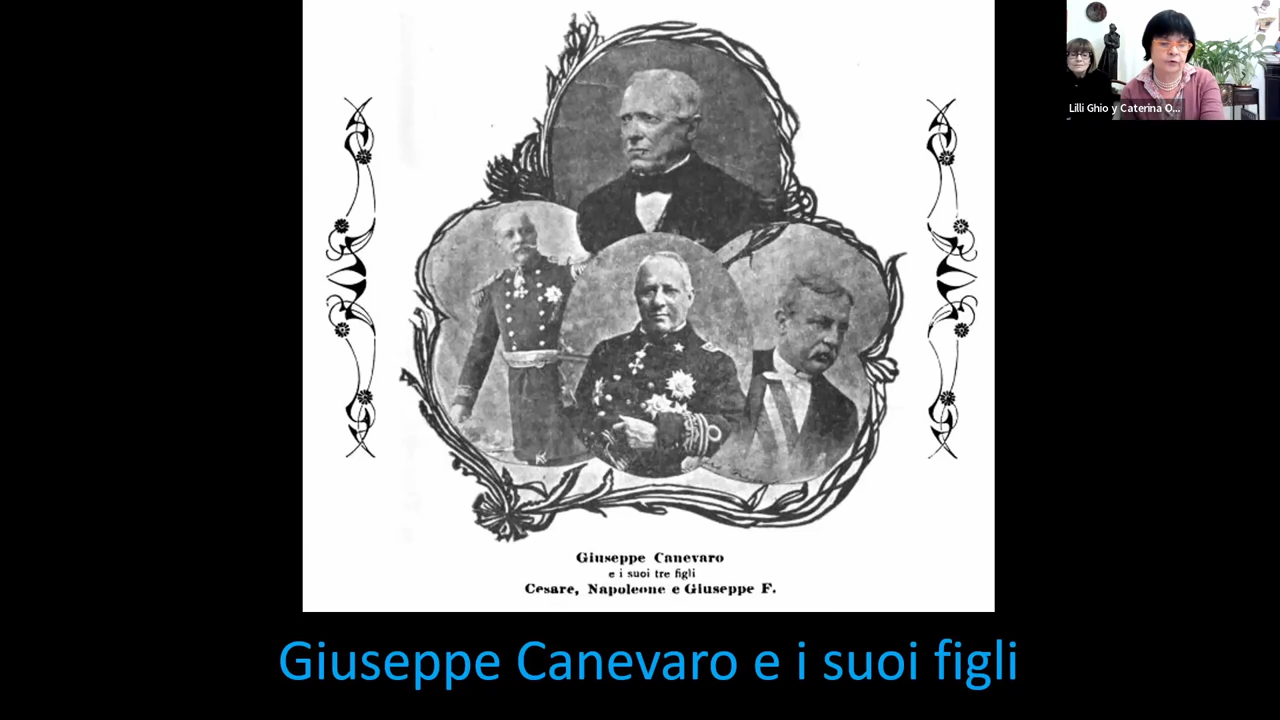 Lilli Ghio y Caterina O...
Giuseppe Canevaro
e i suoi tre figli
Cesare, Napoleone e Giuseppe F.
Giuseppe Canevaro e i suoi figli